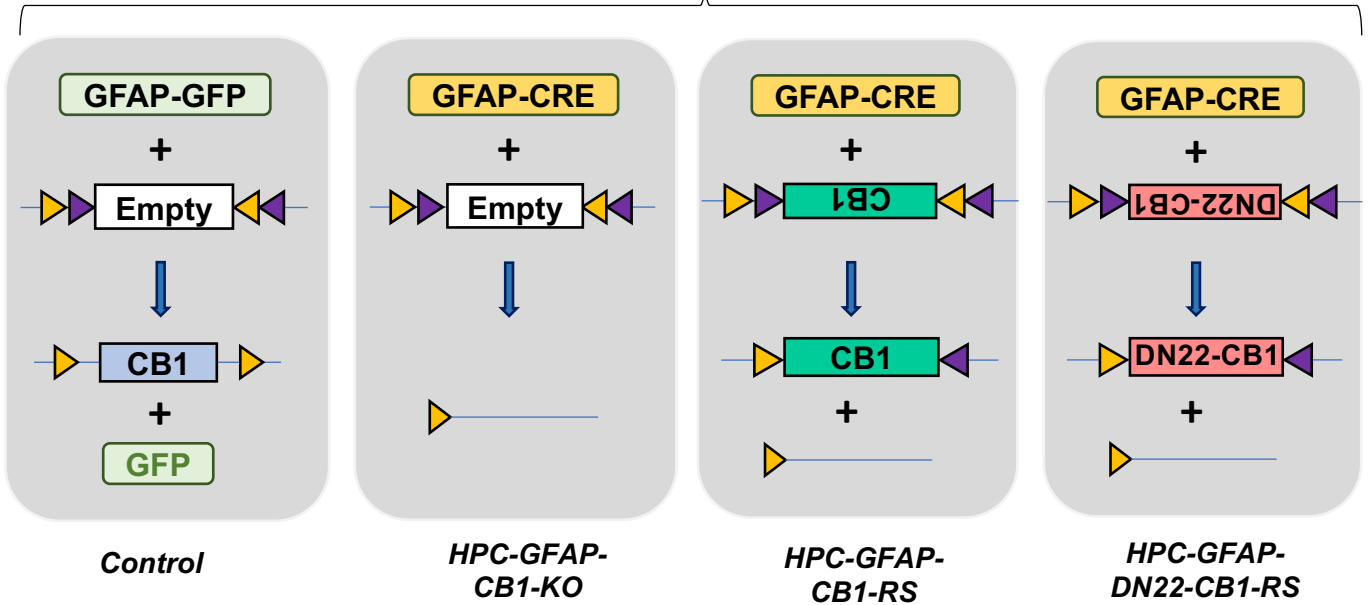 GFAP-GFP
+
Empty
CB1
+
GFP
Control
GFAP-CRE
+
Empty
HPC-GFAP-
CB1-KO
GFAP-CRE
+
CB1
CB1
+
HPC-GFAP-
CB1-RS
GFAP-CRE
+
DN22-CB1
DN22-CB1
+
HPC-GFAP-
DN22-CB1-RS